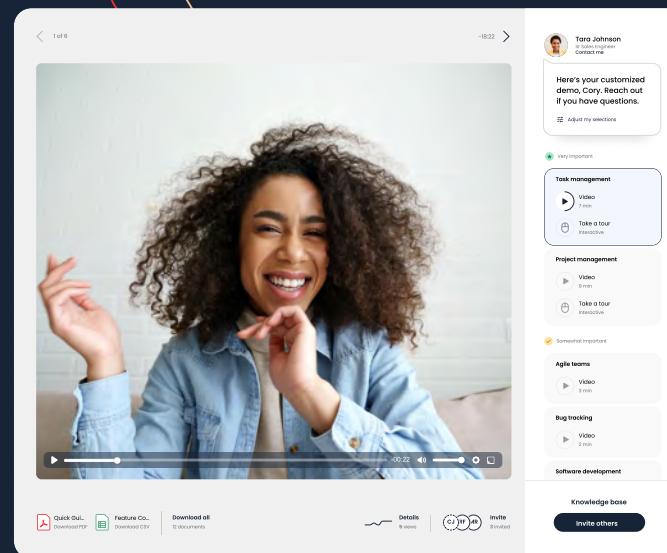 1 of 6
-18:22
-00:22
Quick Gui...
Download PDF
Feature Co...
Download CSV
Download all
12 documents
Details
9 views
CJ
MR
Invite
3 invited
Tara Johnson
Sr Sales Engineer
Contact me
Here's your customized
demo, Cory. Reach out
if you have questions.
Adjust my selections
Very important
Task management
Video
7 min
Take a tour
Interactive
Project management
Video
9 min
Take a tour
Interactive
Somewhat important
Agile teams
Video
3 min
Bug tracking
Video
2 min
Software development
Knowledge base
Invite others